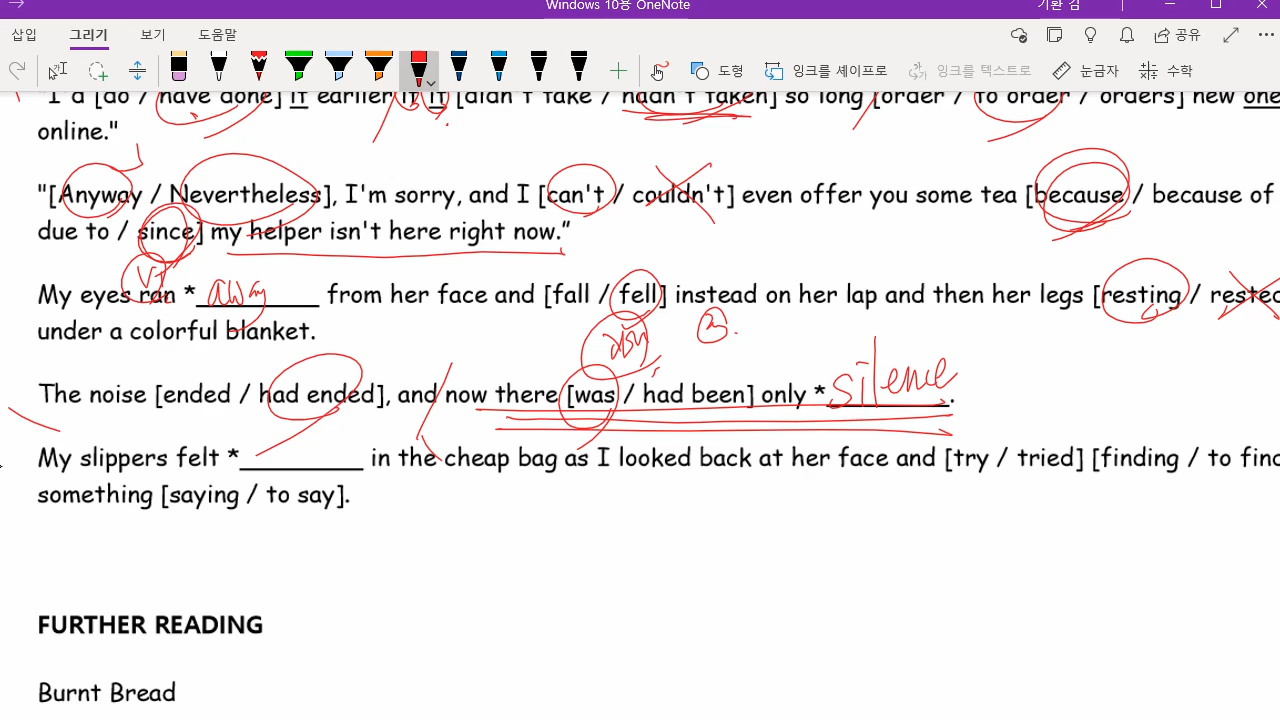 Windows 10용 OneNote
기환 김
삽입 그리기 보기 도움말
공유
도형 잉크를 셰이프로 잉크를 텍스트로 눈금자 수학
"I'd [do / have done] it earlier if it [didn't take / hadn't taken] so long [order / to order / orders] new one
online."
"[Anyway / Nevertheless], I'm sorry, and I [can't / couldn't] even offer you some tea [because / because of
due to / since] my helper isn't here right now."
My eyes ran * away from her face and [fall / fell] instead on her lap and then her legs [resting / rested
under a colorful blanket.
The noise [ended / had ended], and now there [was / had been] only * silence.
My slippers felt *__________ in the cheap bag as I looked back at her face and [try / tried] [finding / to find
something [saying / to say].
FURTHER READING
Burnt Bread